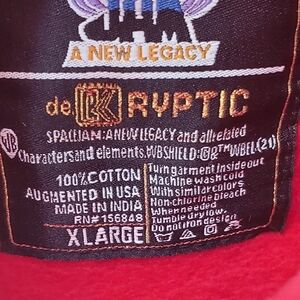 A NEW LEGACY
de K RYPTIC
SPACE JAM: A NEW LEGACY and all related
characters and elements. WBSHIELD: ©&™ WBEI. (21)
100% COTTON
AUGMENTED IN USA
MADE IN INDIA
RN# 156848
XLARGE
Turn garment inside out
Machine wash cold
With similar colors
Non-chlorine bleach
When needed
Tumble dry low.
Do not iron design